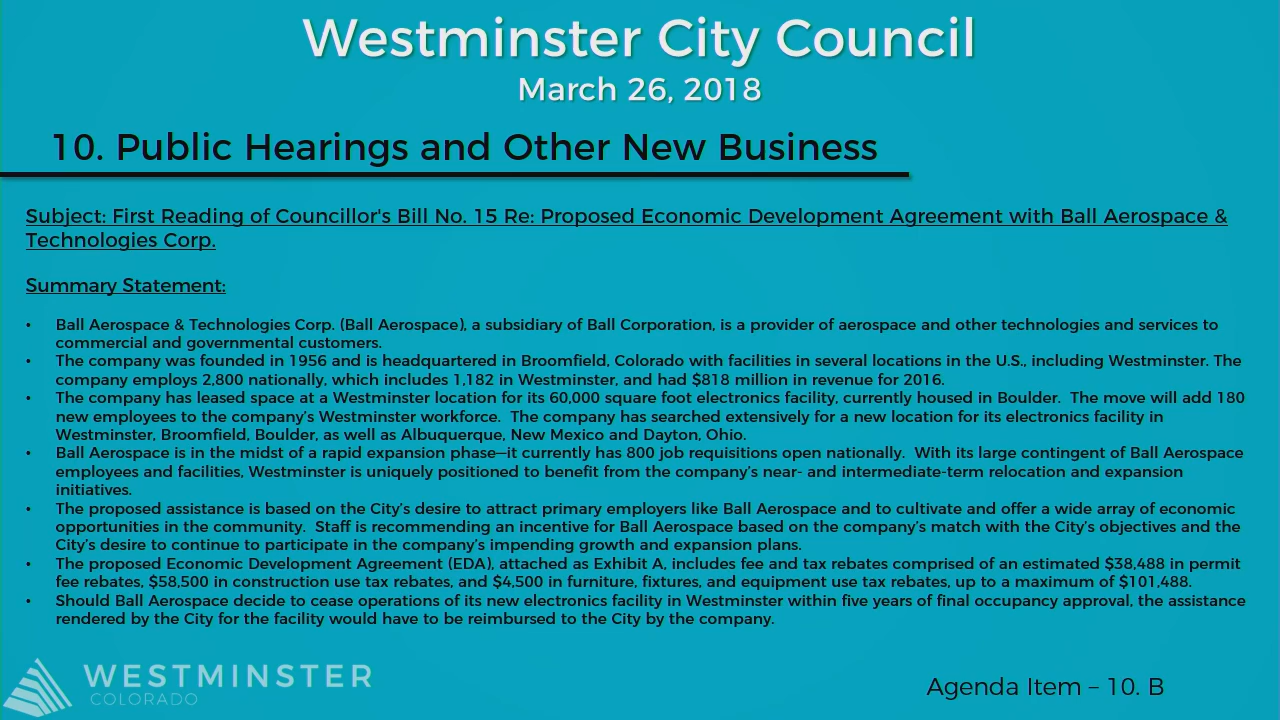 Westminster City Council
March 26, 2018
10. Public Hearings and Other New Business
Subject: First Reading of Councillor's Bill No. 15 Re: Proposed Economic Development Agreement with Ball Aerospace &
Technologies Corp.
Summary Statement:
• Ball Aerospace & Technologies Corp. (Ball Aerospace), a subsidiary of Ball Corporation, is a provider of aerospace and other technologies and services to
commercial and governmental customers.
• The company was founded in 1956 and is headquartered in Broomfield, Colorado with facilities in several locations in the U.S., including Westminster. The
company employs 2,800 nationally, which includes 1,182 in Westminster, and had $818 million in revenue for 2016.
• The company has leased space at a Westminster location for its 60,000 square foot electronics facility, currently housed in Boulder.  The move will add 180
new employees to the company's Westminster workforce.  The company has searched extensively for a new location for its electronics facility in
Westminster, Broomfield, Boulder, as well as Albuquerque, New Mexico and Dayton, Ohio.
• Ball Aerospace is in the midst of a rapid expansion phase—it currently has 800 job requisitions open nationally.  With its large contingent of Ball Aerospace
employees and facilities, Westminster is uniquely positioned to benefit from the company's near- and intermediate-term relocation and expansion
initiatives.
• The proposed assistance is based on the City's desire to attract primary employers like Ball Aerospace and to cultivate and offer a wide array of economic
opportunities in the community.  Staff is recommending an incentive for Ball Aerospace based on the company's match with the City's objectives and the
City's desire to continue to participate in the company's impending growth and expansion plans.
• The proposed Economic Development Agreement (EDA), attached as Exhibit A, includes fee and tax rebates comprised of an estimated $38,488 in permit
fee rebates, $58,500 in construction use tax rebates, and $4,500 in furniture, fixtures, and equipment use tax rebates, up to a maximum of $101,488.
• Should Ball Aerospace decide to cease operations of its new electronics facility in Westminster within five years of final occupancy approval, the assistance
rendered by the City for the facility would have to be reimbursed to the City by the company.
WESTMINSTER
COLORADO
Agenda Item – 10. B